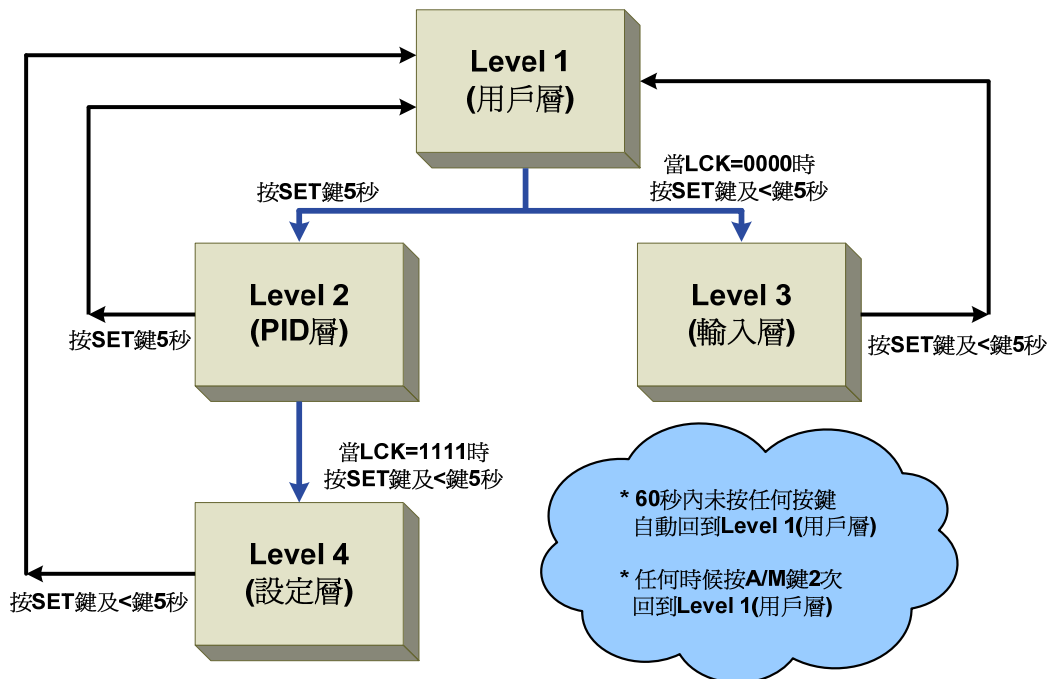 Level 1
(用戶層)
當LCK=0000時
按SET鍵5秒
按SET鍵及<鍵5秒
Level 2
(PID層)
Level 3
(輸入層)
按SET鍵5秒
按SET鍵及<鍵5秒
當LCK=1111時
按SET鍵及<鍵5秒
Level 4
(設定層)
按SET鍵及<鍵5秒
* 60秒內未按任何按鍵
自動回到Level 1(用戶層)
* 任何時候按A/M鍵2次
回到Level 1(用戶層)